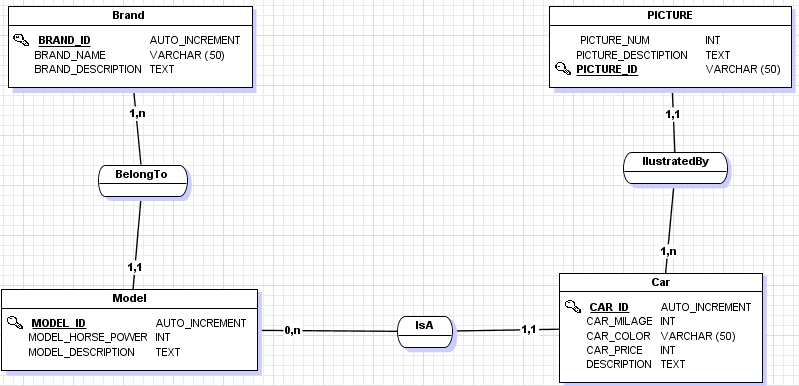 Brand
BRAND_ID AUTO_INCREMENT
BRAND_NAME VARCHAR (50)
BRAND_DESCRIPTION TEXT
PICTURE
PICTURE_NUM INT
PICTURE_DESCTIPTION TEXT
PICTURE_ID VARCHAR (50)
1,n
1,1
BelongTo
IlustratedBy
1,1
1,n
Model
MODEL_ID AUTO_INCREMENT
MODEL_HORSE_POWER INT
MODEL_DESCRIPTION TEXT
0,n
IsA
1,1
Car
CAR_ID AUTO_INCREMENT
CAR_MILAGE INT
CAR_COLOR VARCHAR (50)
CAR_PRICE INT
DESCRIPTION TEXT